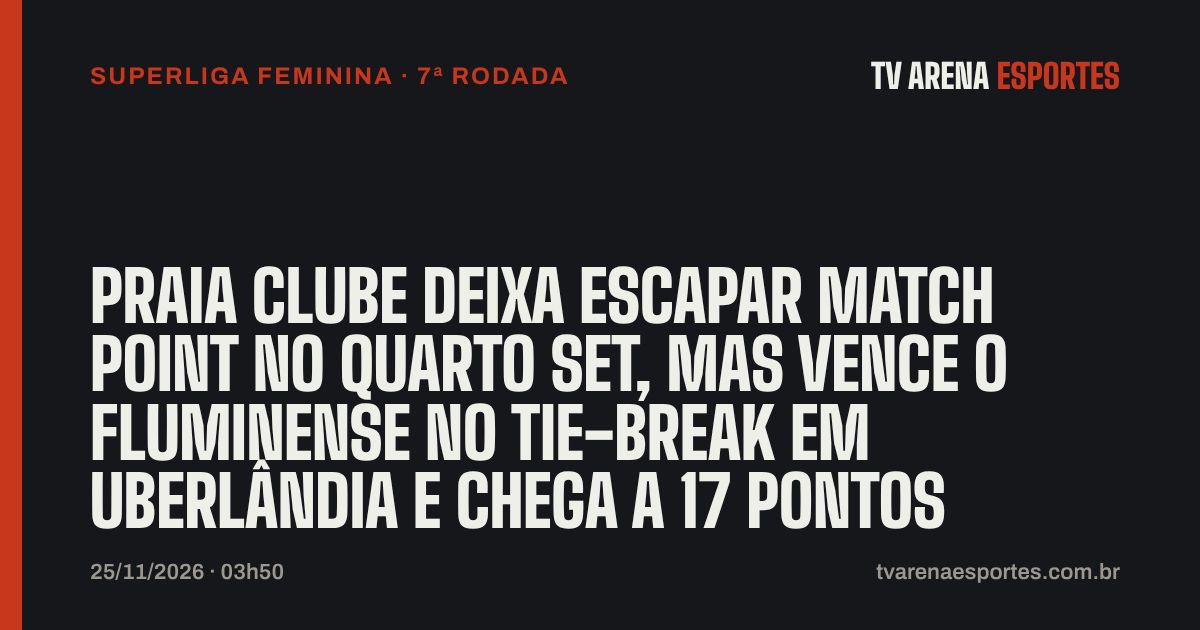 SUPERLIGA FEMININA · 7ª RODADA
TV ARENA ESPORTES
PRAIA CLUBE DEIXA ESCAPAR MATCH
POINT NO QUARTO SET, MAS VENCE O
FLUMINENSE NO TIE-BREAK EM
UBERLÂNDIA E CHEGA A 17 PONTOS
25/11/2026 · 03h50
tvarenaesportes.com.br